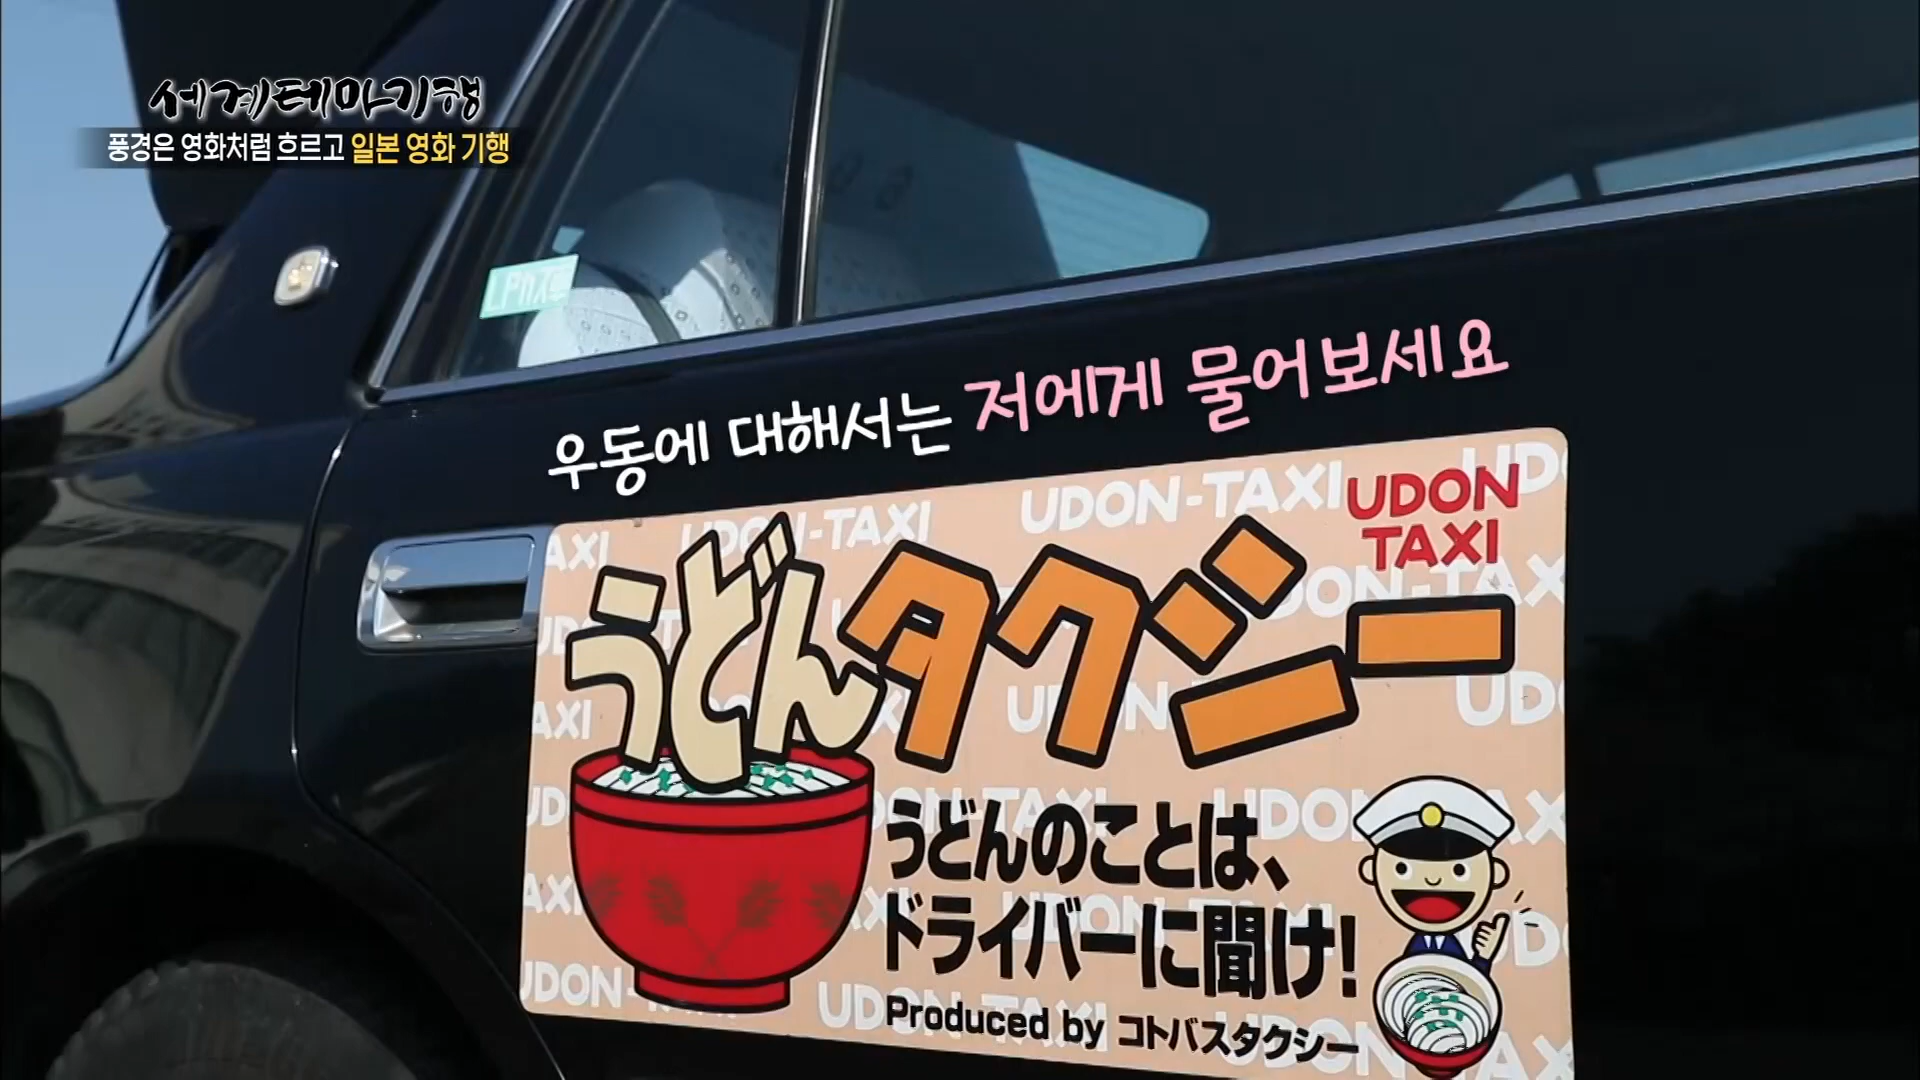 세계테마기행
풍경은 영화처럼 흐르고 일본 영화 기행
우동에 대해서는 저에게 물어보세요
UDON
TAXI
うどんタクシー
うどんのことは、
ドライバーに聞け!
Produced by コトバスタクシー
UDON-TAXI
UDON-TAXI